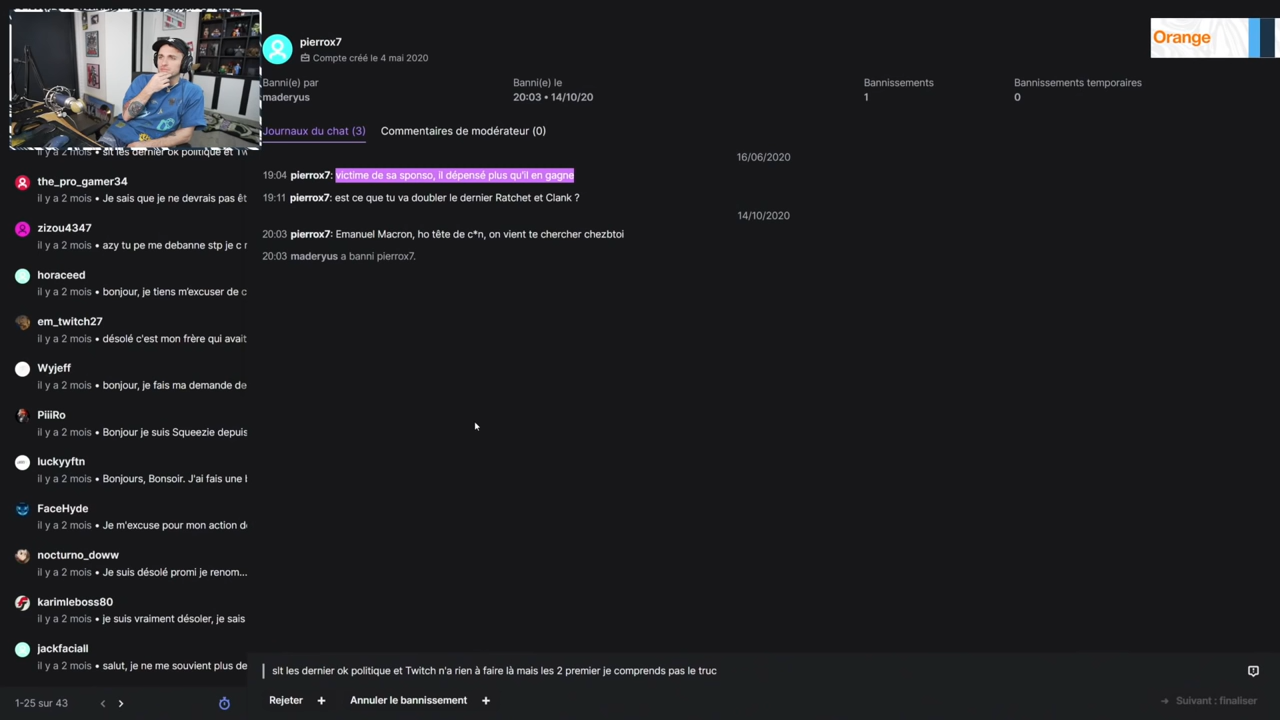 pierrox7
Compte créé le 4 mai 2020
Orange
Banni(e) par
maderyus
Banni(e) le
20:03 • 14/10/20
Bannissements
1
Bannissements temporaires
0
Journaux du chat (3)
Commentaires de modérateur (0)
16/06/2020
19:04 pierrox7: victime de sa sponso, il dépensé plus qu'il en gagne
19:11 pierrox7: est ce que tu va doubler le dernier Ratchet et Clank ?
14/10/2020
20:03 pierrox7: Emanuel Macron, ho tête de c*n, on vient te chercher chezbtoi
20:03 maderyus a banni pierrox7.
il y a 2 mois • slt les dernier ok politique et Tw
the_pro_gamer34
il y a 2 mois • Je sais que je ne devrais pas êt
zizou4347
il y a 2 mois • azy tu pe me debanne stp je c r
horaceed
il y a 2 mois • bonjour, je tiens m'excuser de c
em_twitch27
il y a 2 mois • désolé c'est mon frère qui avait
Wyjeff
il y a 2 mois • bonjour, je fais ma demande de
PiiiRo
il y a 2 mois • Bonjour je suis Squeezie depuis
luckyyftn
il y a 2 mois • Bonjours, Bonsoir. J'ai fais une b
FaceHyde
il y a 2 mois • Je m'excuse pour mon action de
nocturno_doww
il y a 2 mois • Je suis désolé promi je renom...
karimleboss80
il y a 2 mois • je suis vraiment désoler, je sais
jackfaciall
il y a 2 mois • salut, je ne me souvient plus de
1-25 sur 43
slt les dernier ok politique et Twitch n'a rien à faire là mais les 2 premier je comprends pas le truc
Rejeter +
Annuler le bannissement +
Suivant : finaliser